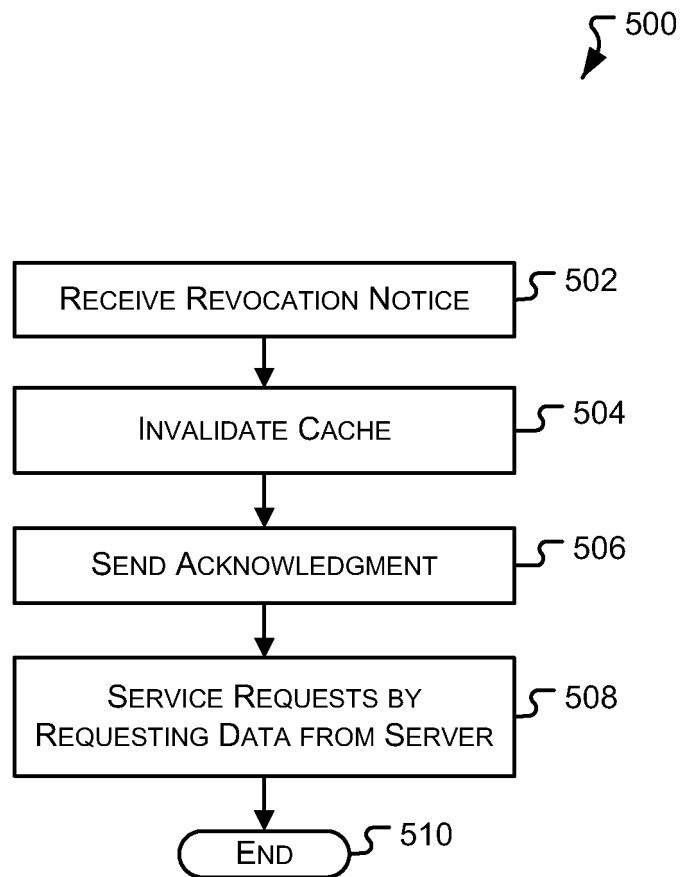 500
RECEIVE REVOCATION NOTICE
502
INVALIDATE CACHE
504
SEND ACKNOWLEDGMENT
506
SERVICE REQUESTS BY
REQUESTING DATA FROM SERVER
508
END
510